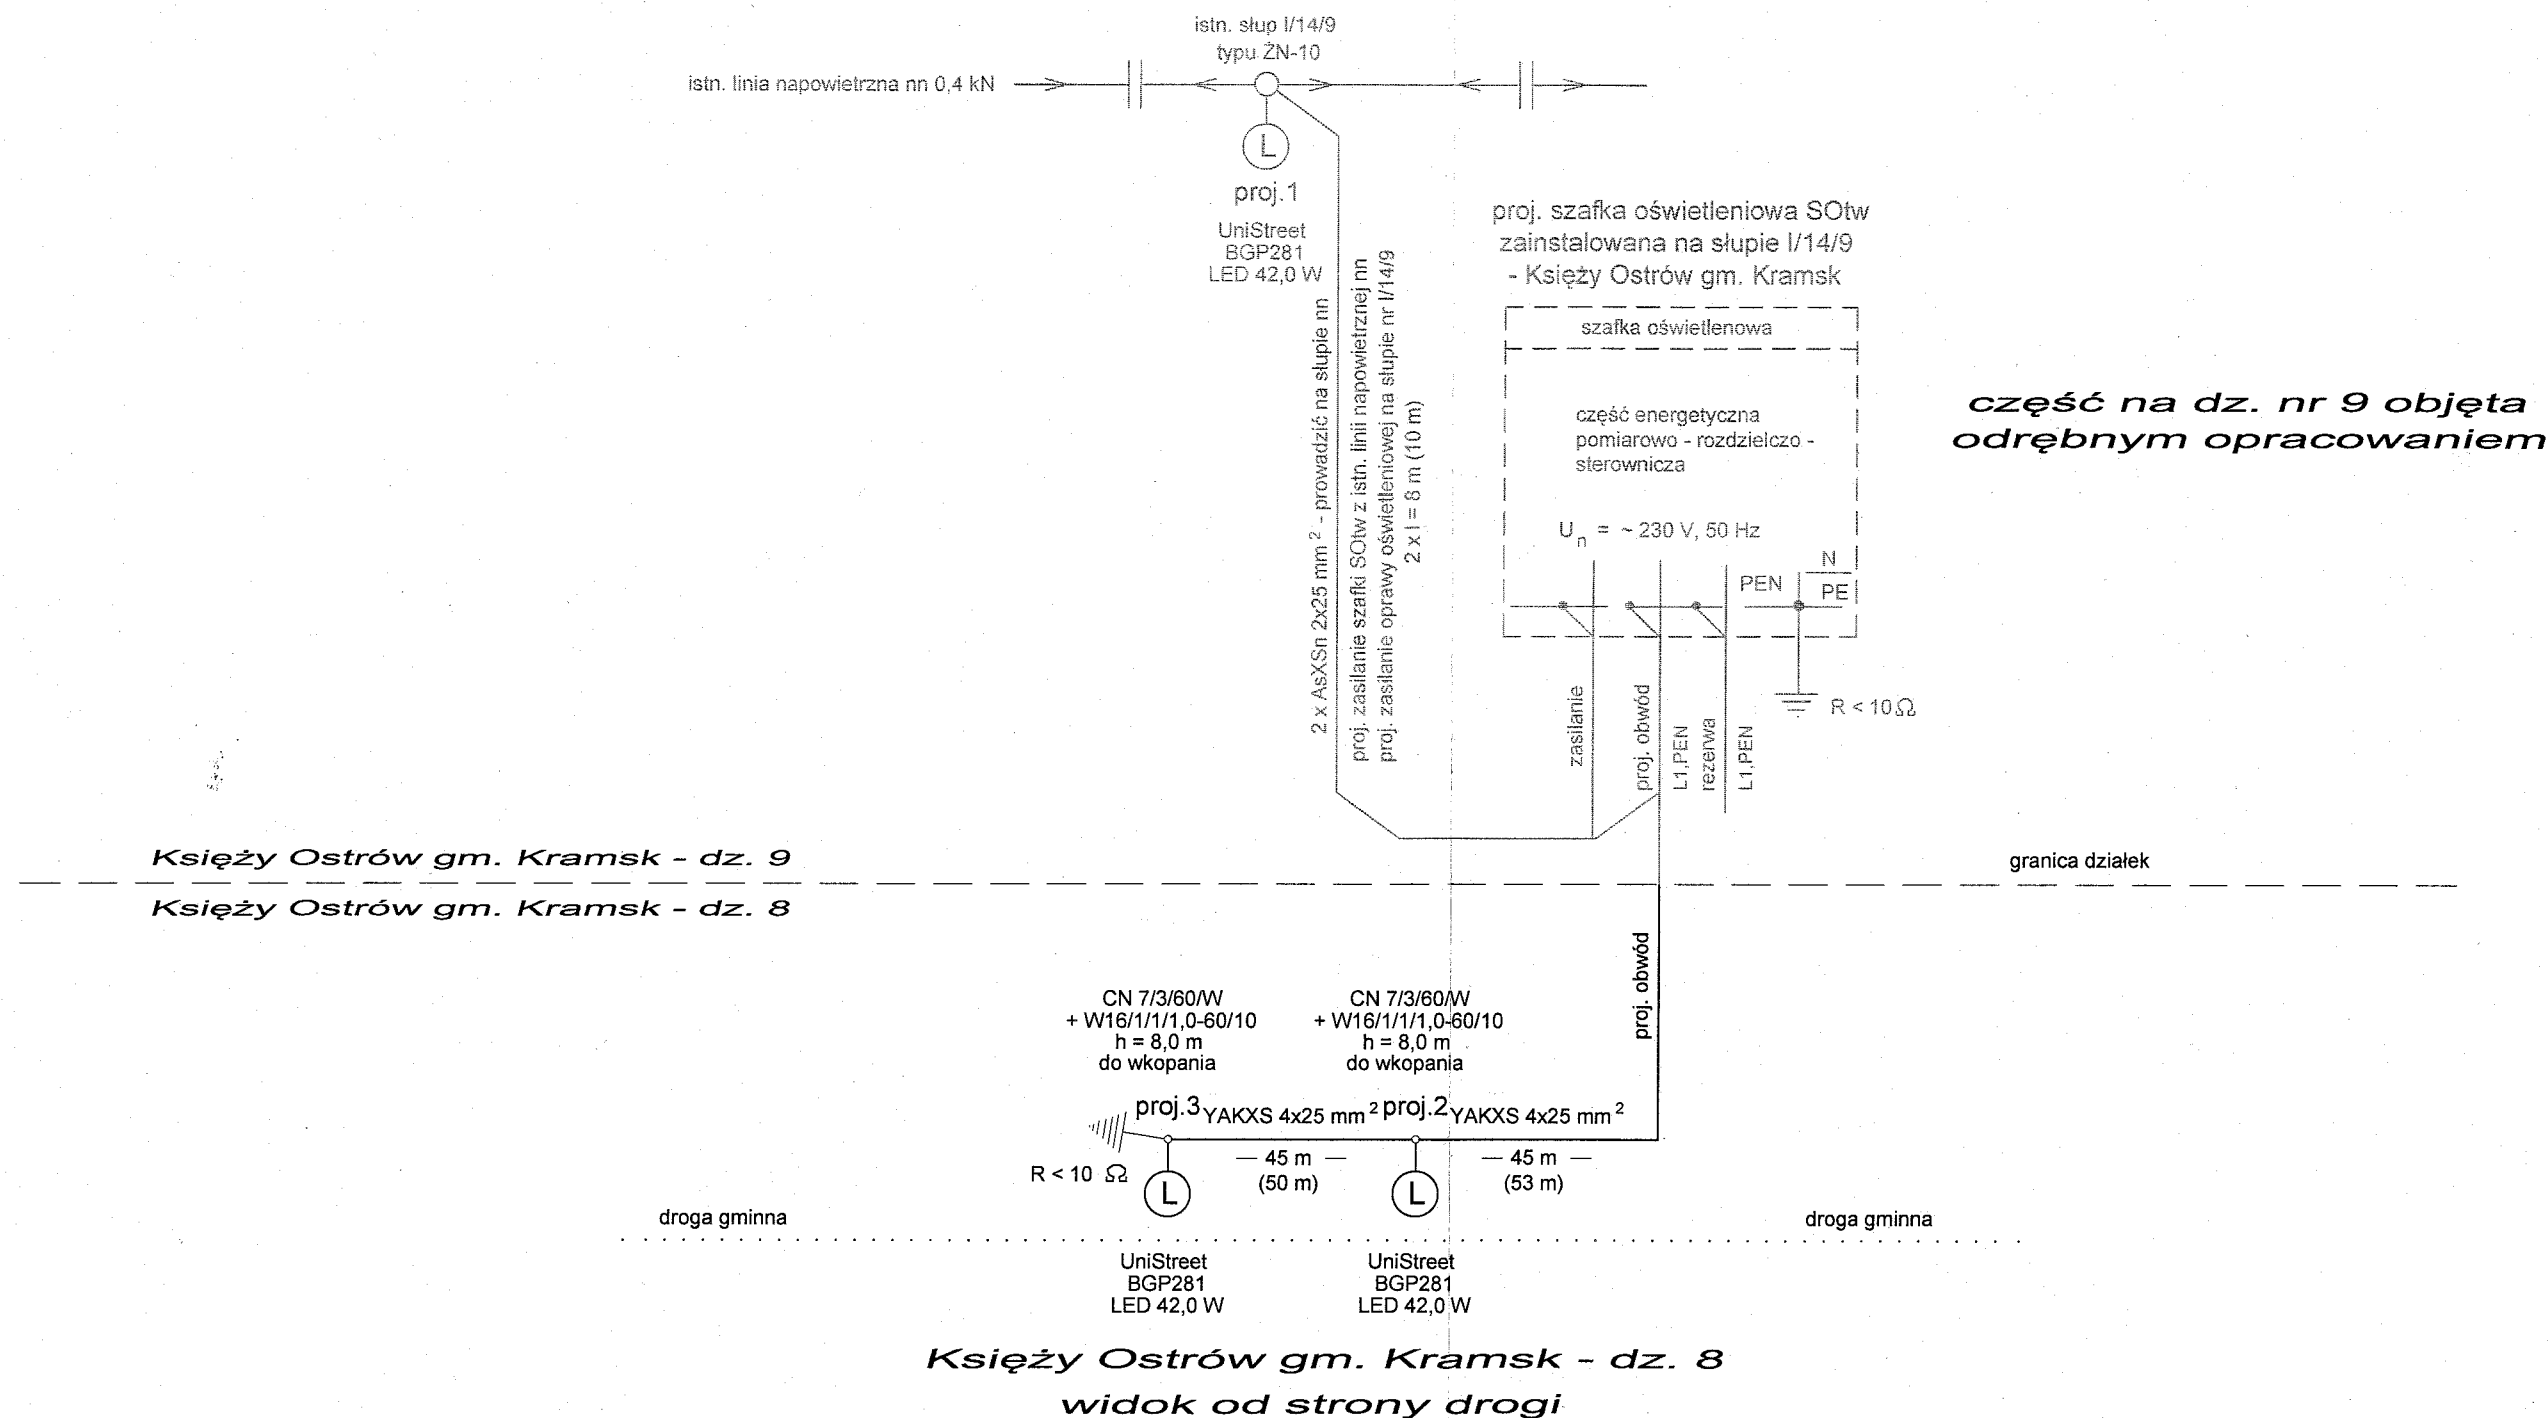 istn. słup I/14/9
typu ŻN-10
istn. linia napowietrzna nn 0,4 kN
L
proj.1
UniStreet
BGP281
LED 42,0 W
2 x AsXSn 2x25 mm² - prowadzić na słupie nn
proj. zasilanie szafki SOtw z istn. linii napowietrznej nn
proj. zasilanie oprawy oświetleniowej na słupie nr I/14/9
2 x l = 8 m (10 m)
proj. szafka oświetleniowa SOtw
zainstalowana na słupie I/14/9
- Księży Ostrów gm. Kramsk
szafka oświetlenowa
część energetyczna
pomiarowo - rozdzielczo -
sterownicza
Un = ~ 230 V, 50 Hz
N
PEN
PE
zasilanie
proj. obwód
L1,PEN
rezerwa
L1,PEN
R < 10 Ω
część na dz. nr 9 objęta
odrębnym opracowaniem
Księży Ostrów gm. Kramsk - dz. 9
granica działek
Księży Ostrów gm. Kramsk - dz. 8
proj. obwód
CN 7/3/60/W
+ W16/1/1/1,0-60/10
h = 8,0 m
do wkopania
CN 7/3/60/W
+ W16/1/1/1,0-60/10
h = 8,0 m
do wkopania
proj.3 YAKXS 4x25 mm² proj.2 YAKXS 4x25 mm²
R < 10 Ω
— 45 m —
(50 m)
— 45 m —
(53 m)
L
L
droga gminna
droga gminna
UniStreet
BGP281
LED 42,0 W
UniStreet
BGP281
LED 42,0 W
Księży Ostrów gm. Kramsk - dz. 8
widok od strony drogi